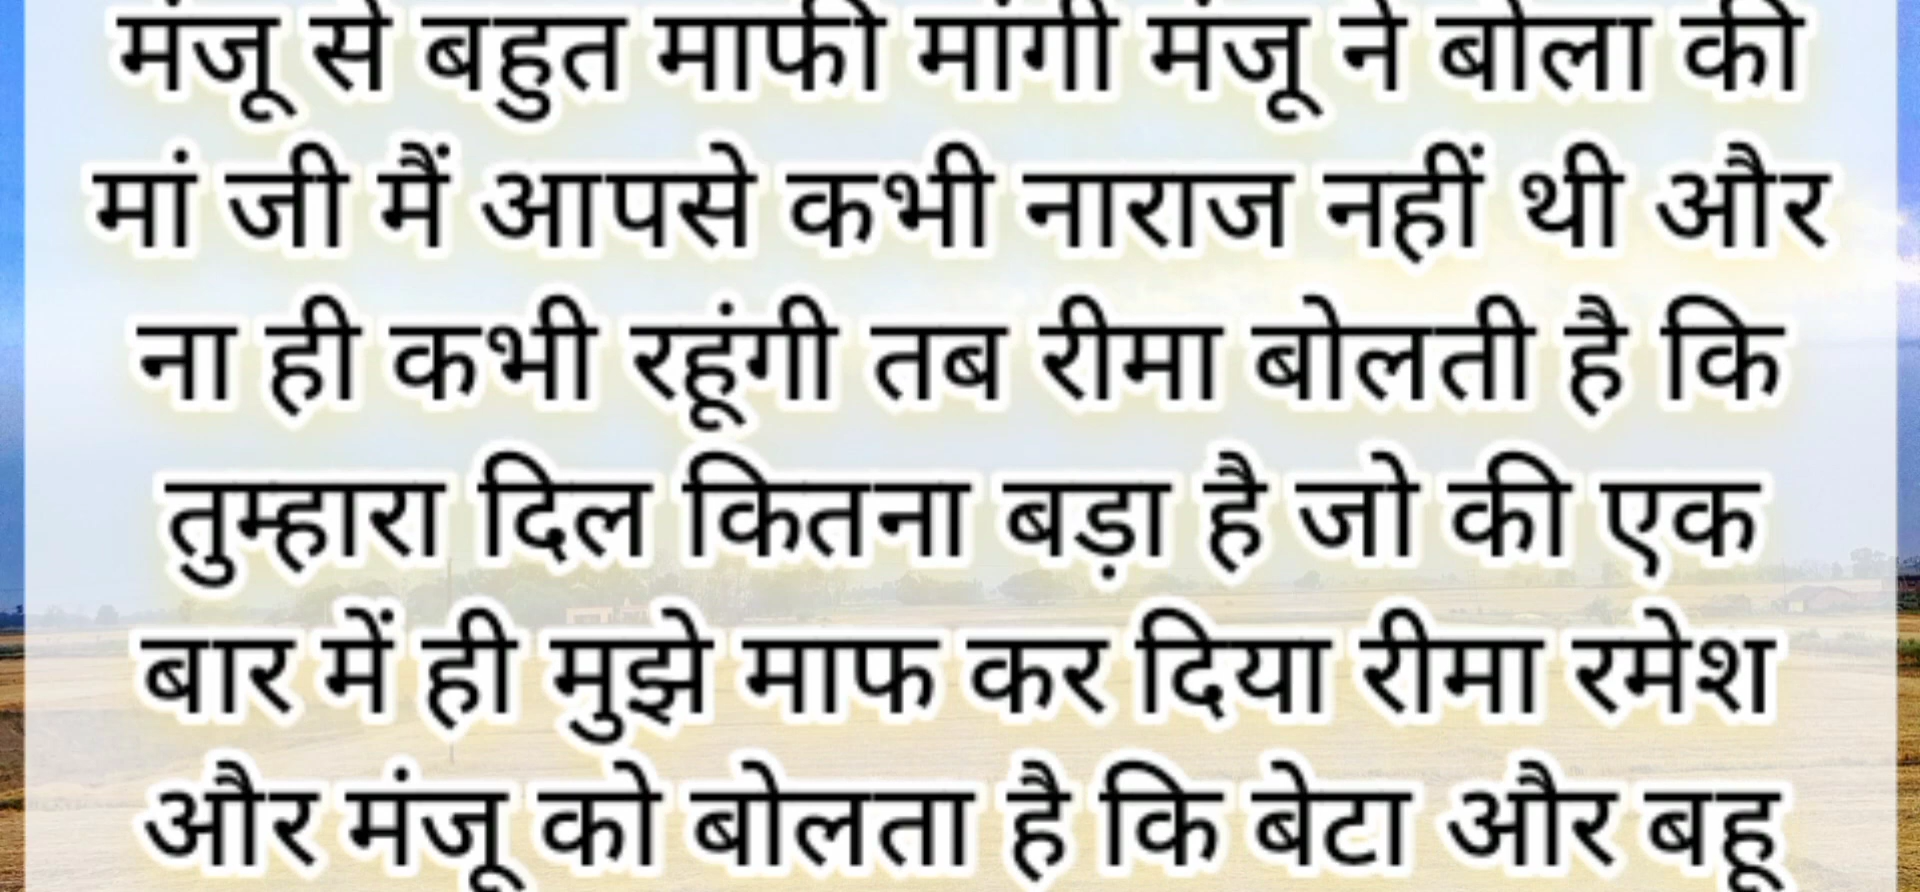 मंजू से बहुत माफी मांगी मंजू ने बोला की
मां जी मैं आपसे कभी नाराज नहीं थी और
ना ही कभी रहूंगी तब रीमा बोलती है कि
तुम्हारा दिल कितना बड़ा है जो की एक
बार में ही मुझे माफ कर दिया रीमा रमेश
और मंजू को बोलता है कि बेटा और बहू